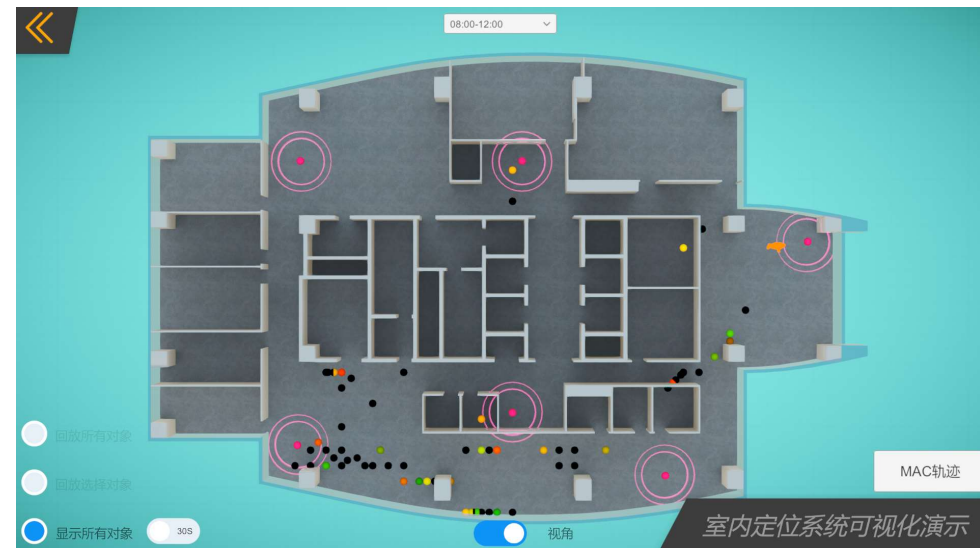 08:00-12:00
回放所有对象
回放选择对象
显示所有对象
30S
视角
MAC轨迹
室内定位系统可视化演示